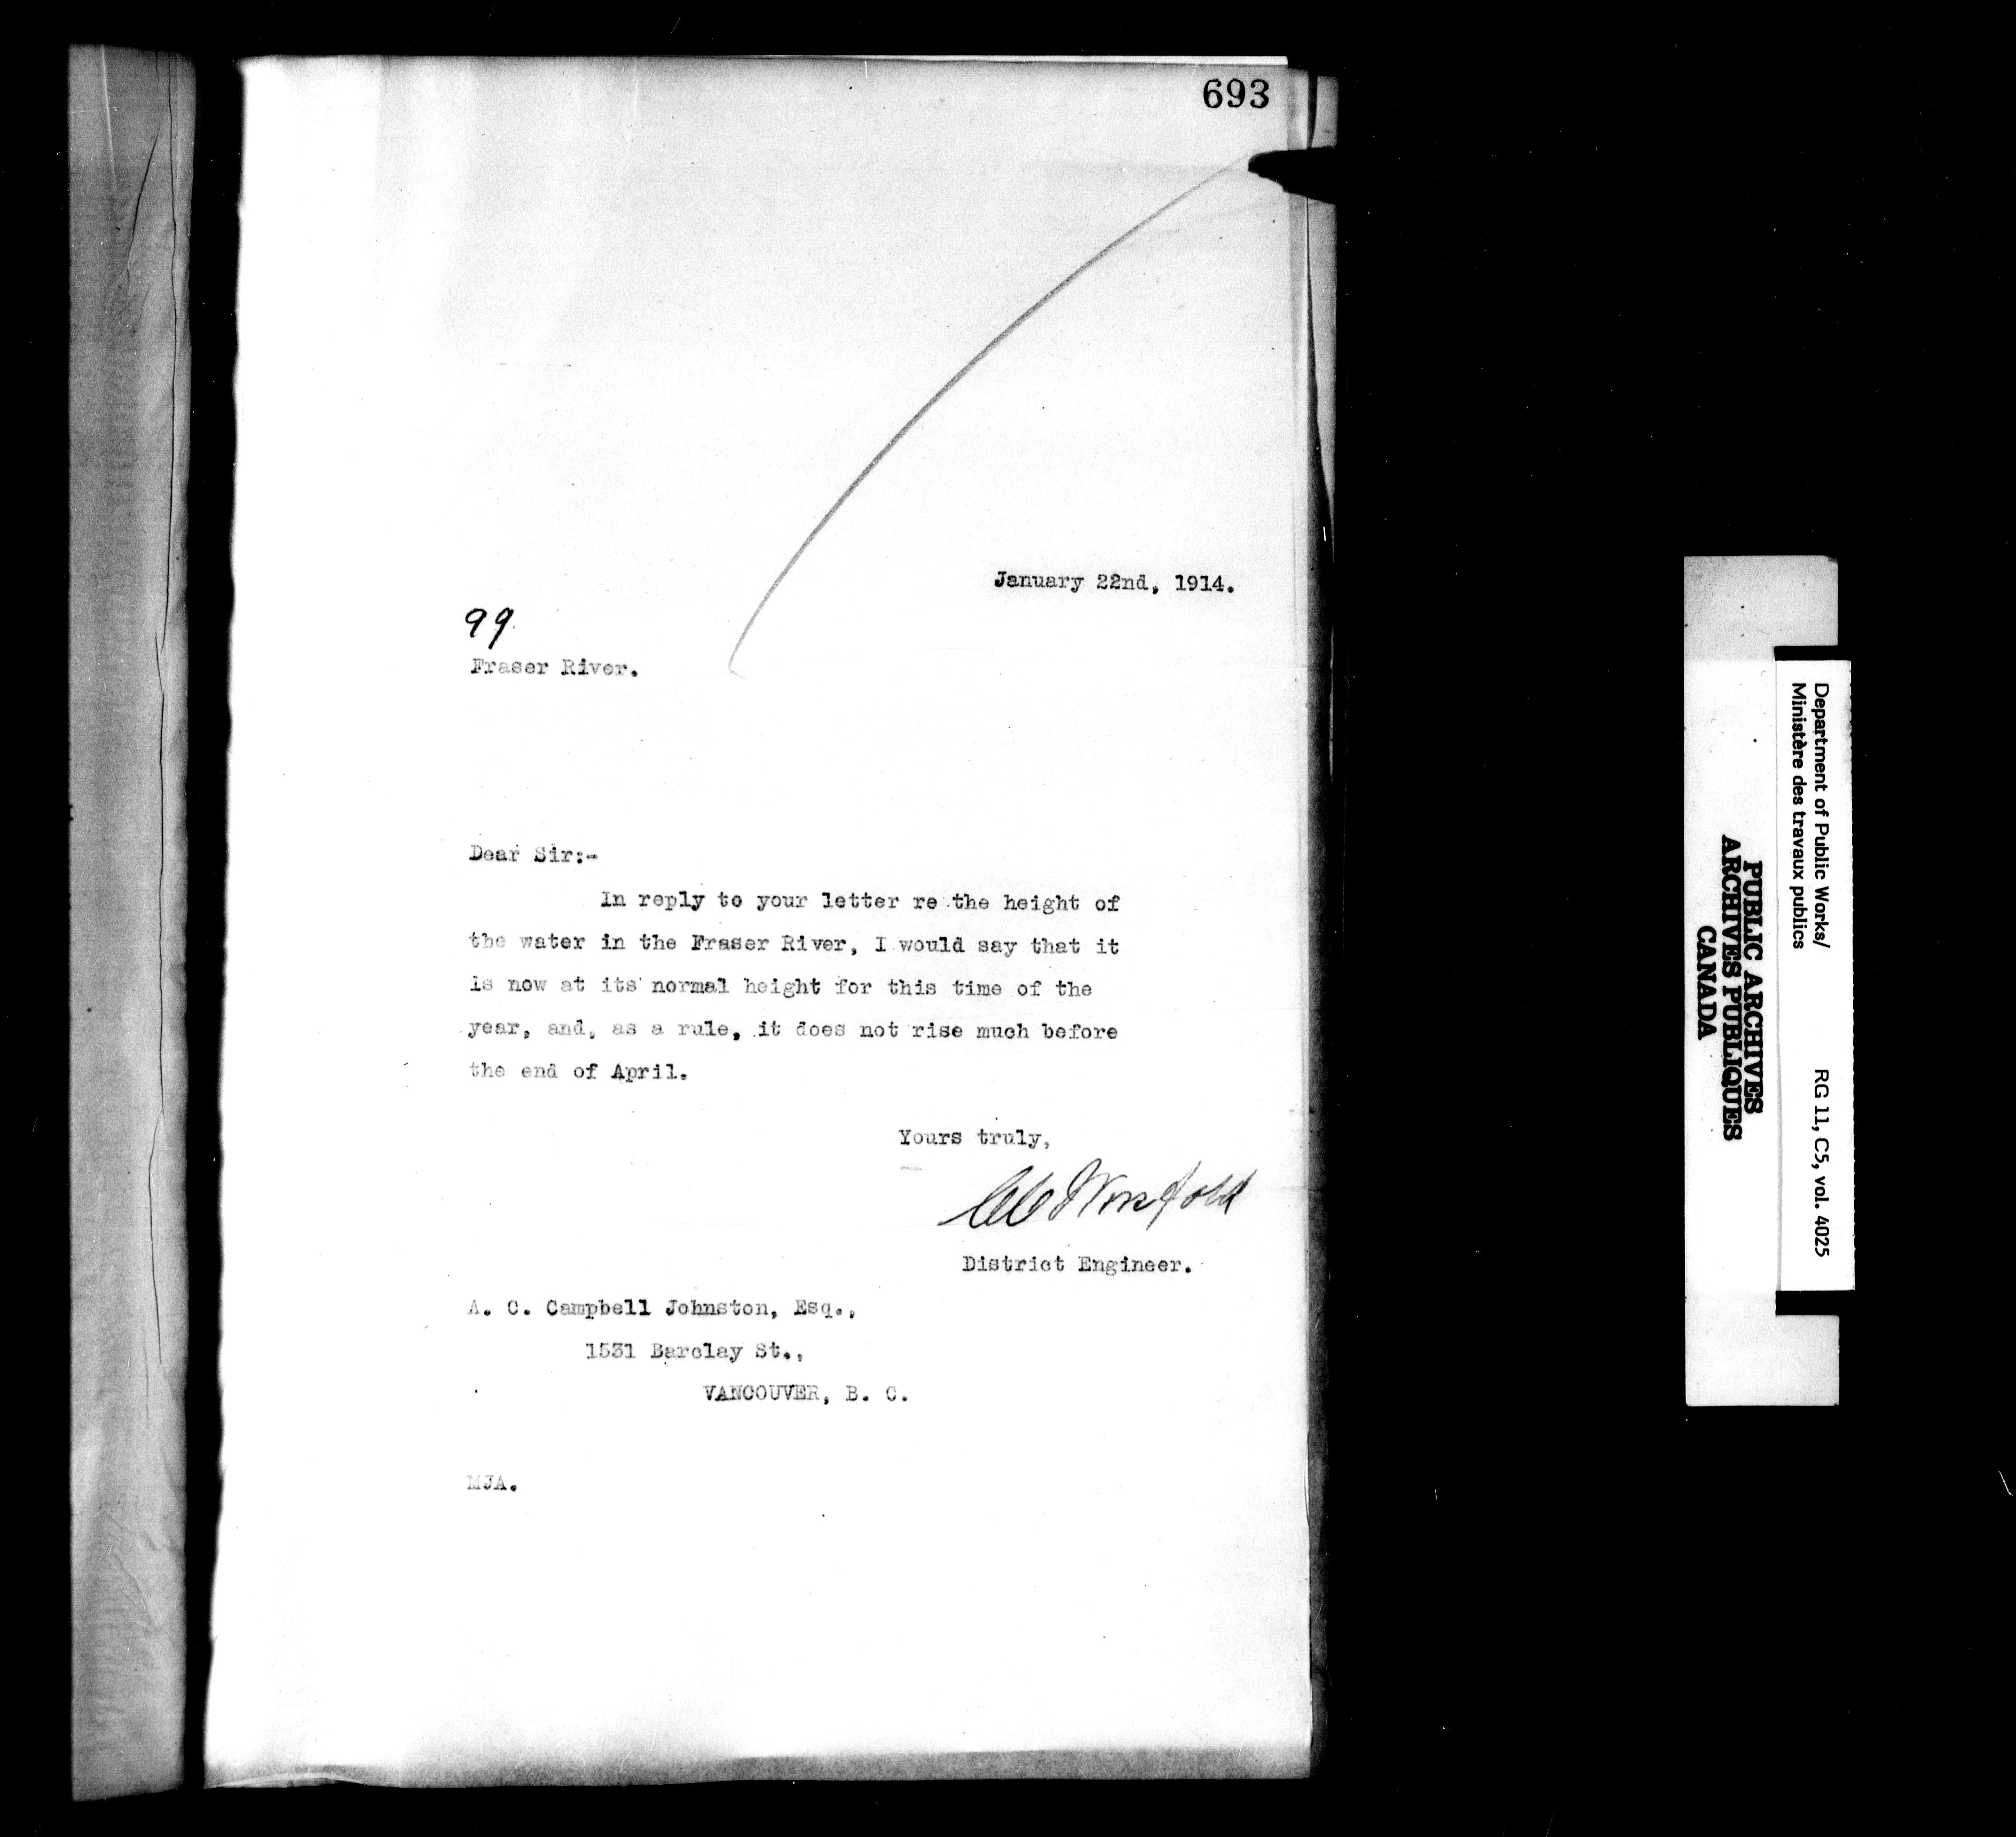 693
January 22nd, 1914.
99.
Fraser River.
Dear Sir:-
In reply to your letter re the height of
the water in the Fraser River, I would say that it
is now at its normal height for this time of the
year, and, as a rule, it does not rise much before
the end of April.
Yours truly,
CC Worsfold
District Engineer.
A. C. Campbell Johnston, Esq.,
1531 Barclay St.,
VANCOUVER, B. C.
MJA.
Department of Public Works/
Ministère des travaux publics
RG 11, C5, vol. 4025
PUBLIC ARCHIVES
ARCHIVES PUBLIQUES
CANADA